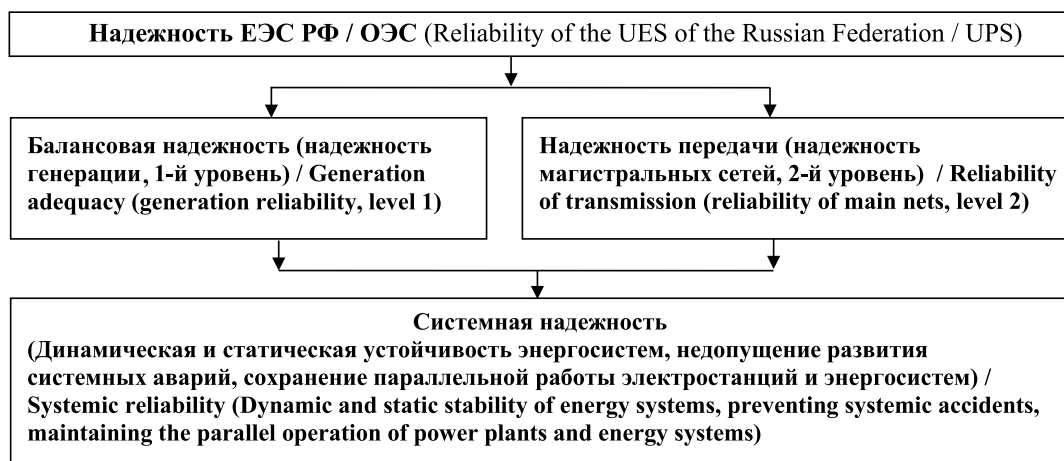 Надежность ЕЭС РФ / ОЭС (Reliability of the UES of the Russian Federation / UPS)
Балансовая надежность (надежность
генерации, 1-й уровень) / Generation
adequacy (generation reliability, level 1)
Надежность передачи (надежность
магистральных сетей, 2-й уровень) / Reliability
of transmission (reliability of main nets, level 2)
Системная надежность
(Динамическая и статическая устойчивость энергосистем, недопущение развития
системных аварий, сохранение параллельной работы электростанций и энергосистем) /
Systemic reliability (Dynamic and static stability of energy systems, preventing systemic accidents,
maintaining the parallel operation of power plants and energy systems)